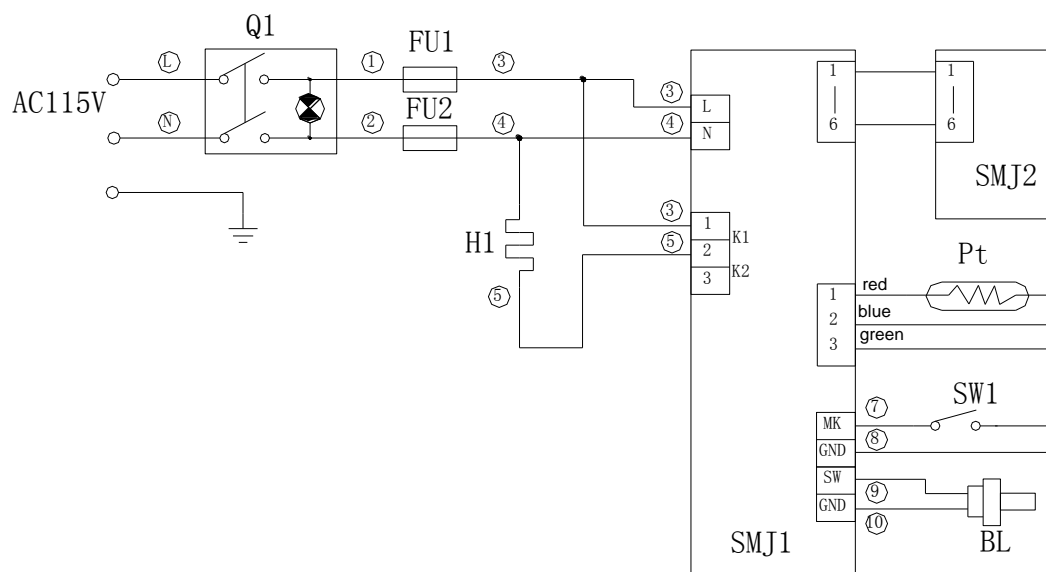 Q1
L
1
FU1
3
AC115V
N
2
FU2
4
3
L
4
N
1
6
1
6
SMJ2
H1
5
3
1
K1
5
2
K2
3
Pt
1
red
2
blue
3
green
SW1
MK
7
GND
8
SW
9
GND
10
SMJ1
BL